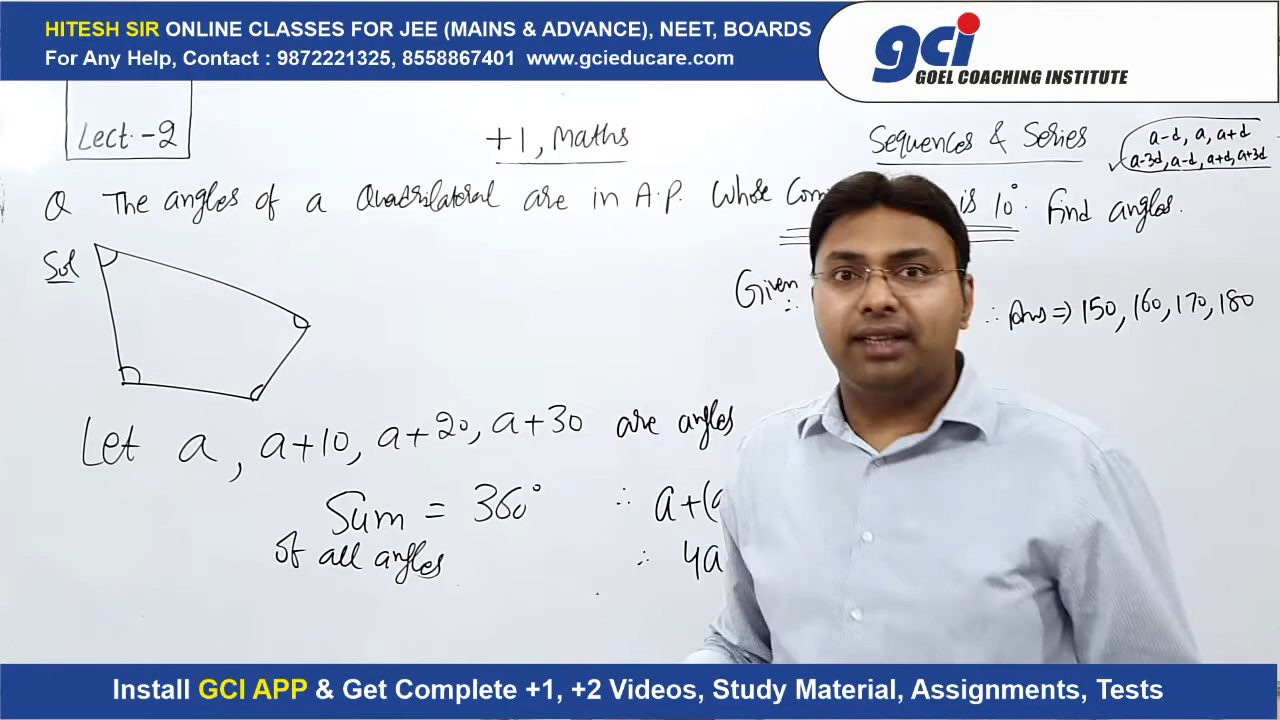 HITESH SIR ONLINE CLASSES FOR JEE (MAINS & ADVANCE), NEET, BOARDS
For Any Help, Contact : 9872221325, 8558867401 www.gcieducare.com
gci
GOEL COACHING INSTITUTE
Lect. -2
+1, Maths
Sequences & Series
a-d, a, a+d
a-3d, a-d, a+d, a+3d
Q The angles of a Quadrilateral are in A.P. Whose is 10°. Find angles.
Sol
Given
∴ Ans ⇒ 150, 160, 170, 180
Let a, a+10, a+20, a+30 are angles
Sum = 360° ∴ a+(
of all angles ∴ 4a
Install GCI APP & Get Complete +1, +2 Videos, Study Material, Assignments, Tests